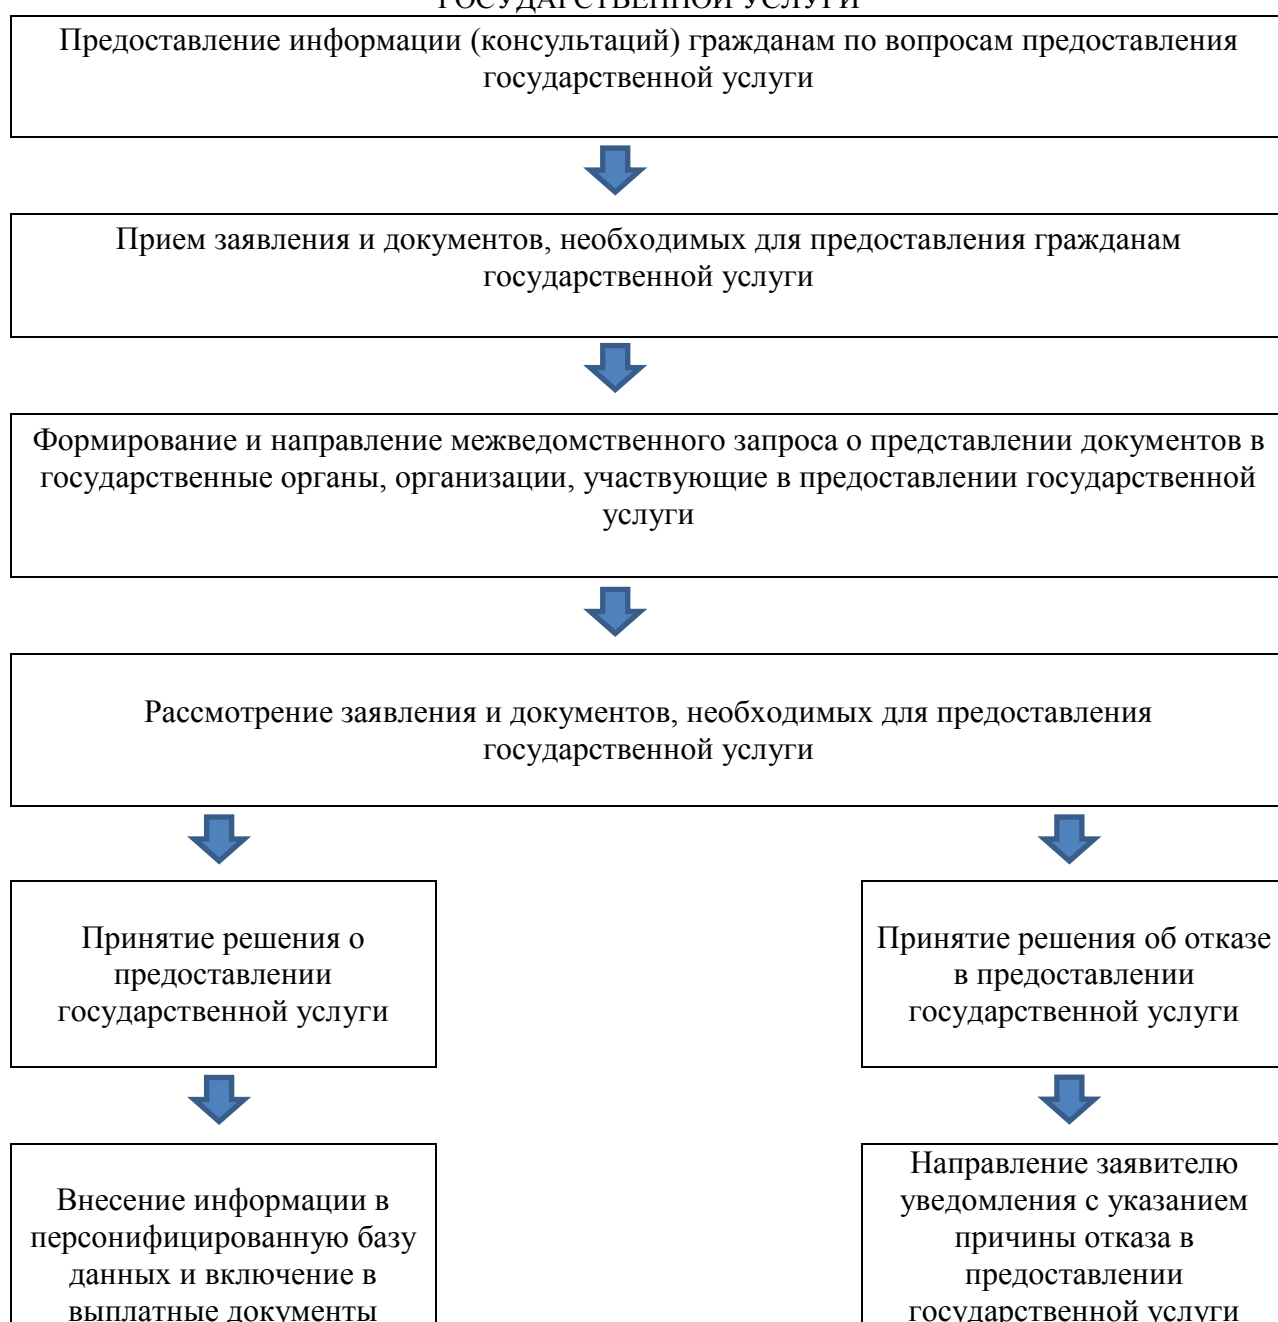 ГОСУДАРСТВЕННОЙ УСЛУГИ
Предоставление информации (консультаций) гражданам по вопросам предоставления
государственной услуги
Прием заявления и документов, необходимых для предоставления гражданам
государственной услуги
Формирование и направление межведомственного запроса о представлении документов в
государственные органы, организации, участвующие в предоставлении государственной
услуги
Рассмотрение заявления и документов, необходимых для предоставления
государственной услуги
Принятие решения о
предоставлении
государственной услуги
Принятие решения об отказе
в предоставлении
государственной услуги
Внесение информации в
персонифицированную базу
данных и включение в
выплатные документы
Направление заявителю
уведомления с указанием
причины отказа в
предоставлении
государственной услуги